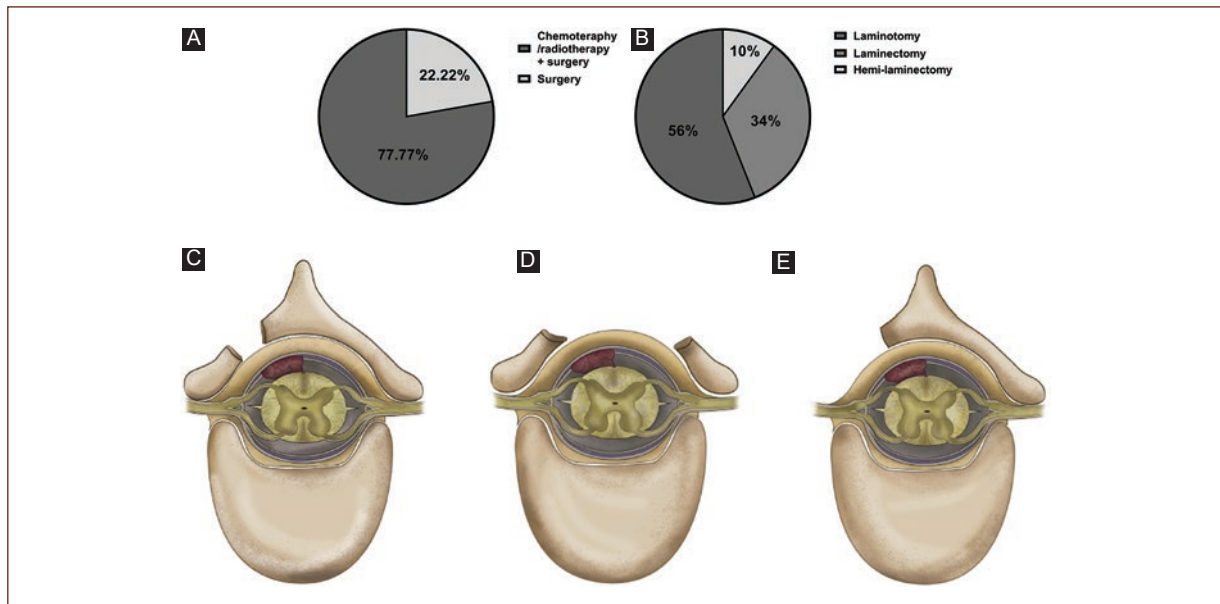 A
Chemoteraphy
/radiotherapy
+ surgery
Surgery
22.22%
77.77%
B
Laminotomy
Laminectomy
Hemi-laminectomy
10%
34%
56%
C
D
E